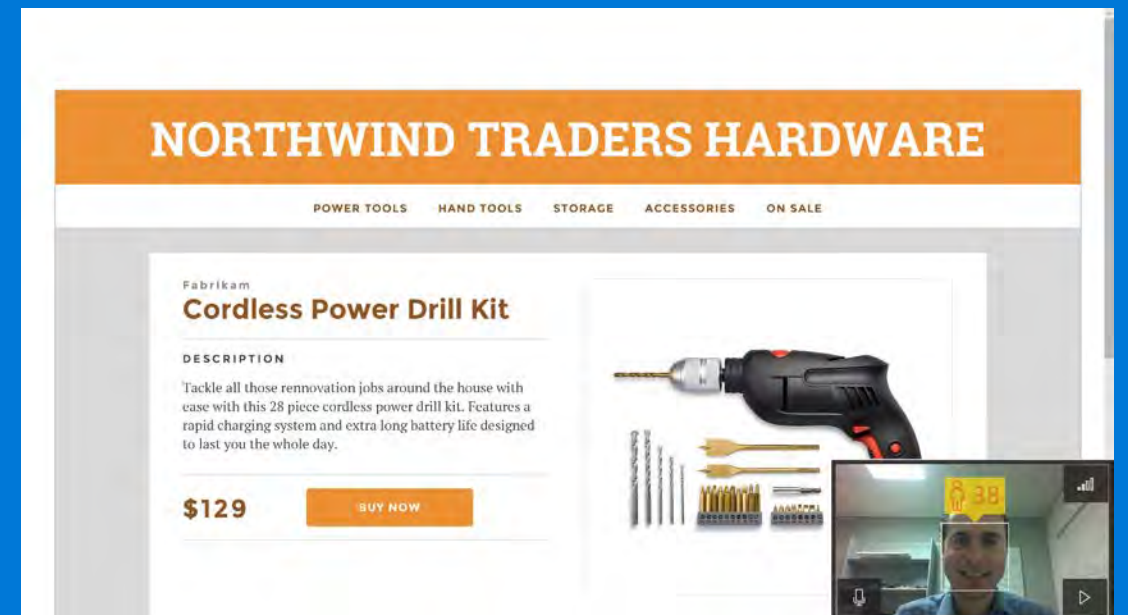 NORTHWIND TRADERS HARDWARE
POWER TOOLS HAND TOOLS STORAGE ACCESSORIES ON SALE
Fabrikam
Cordless Power Drill Kit
DESCRIPTION
Tackle all those rennovation jobs around the house with
ease with this 28 piece cordless power drill kit. Features a
rapid charging system and extra long battery life designed
to last you the whole day.
$129
BUY NOW
38